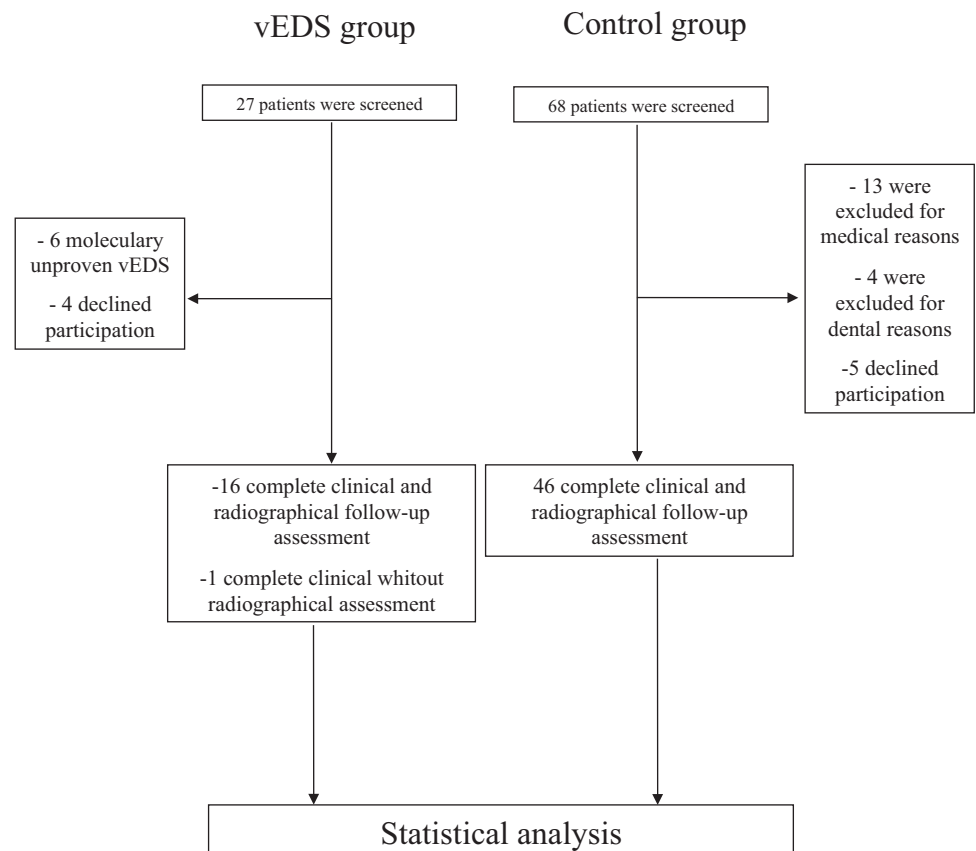 vEDS group
Control group
27 patients were screened
68 patients were screened
- 6 moleculary
unproven vEDS
- 4 declined
participation
- 13 were
excluded for
medical reasons
- 4 were
excluded for
dental reasons
-5 declined
participation
-16 complete clinical and
radiographical follow-up
assessment
-1 complete clinical whitout
radiographical assessment
46 complete clinical and
radiographical follow-up
assessment
Statistical analysis